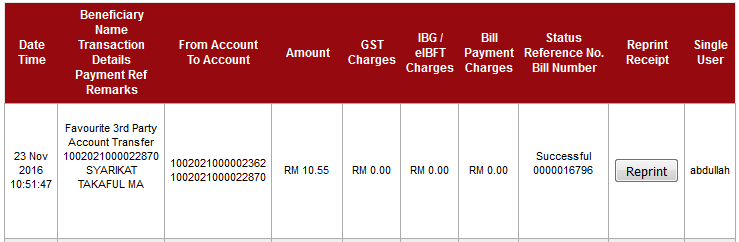 Date
Time
Beneficiary
Name
Transaction
Details
Payment Ref
Remarks
From Account
To Account
Amount
GST
Charges
IBG /
eIBFT
Charges
Bill
Payment
Charges
Status
Reference No.
Bill Number
Reprint
Receipt
Single
User
23 Nov
2016
10:51:47
Favourite 3rd Party
Account Transfer
1002021000022870
SYARIKAT
TAKAFUL MA
1002021000002362
1002021000022870
RM 10.55
RM 0.00
RM 0.00
RM 0.00
Successful
0000016796
Reprint
abdullah